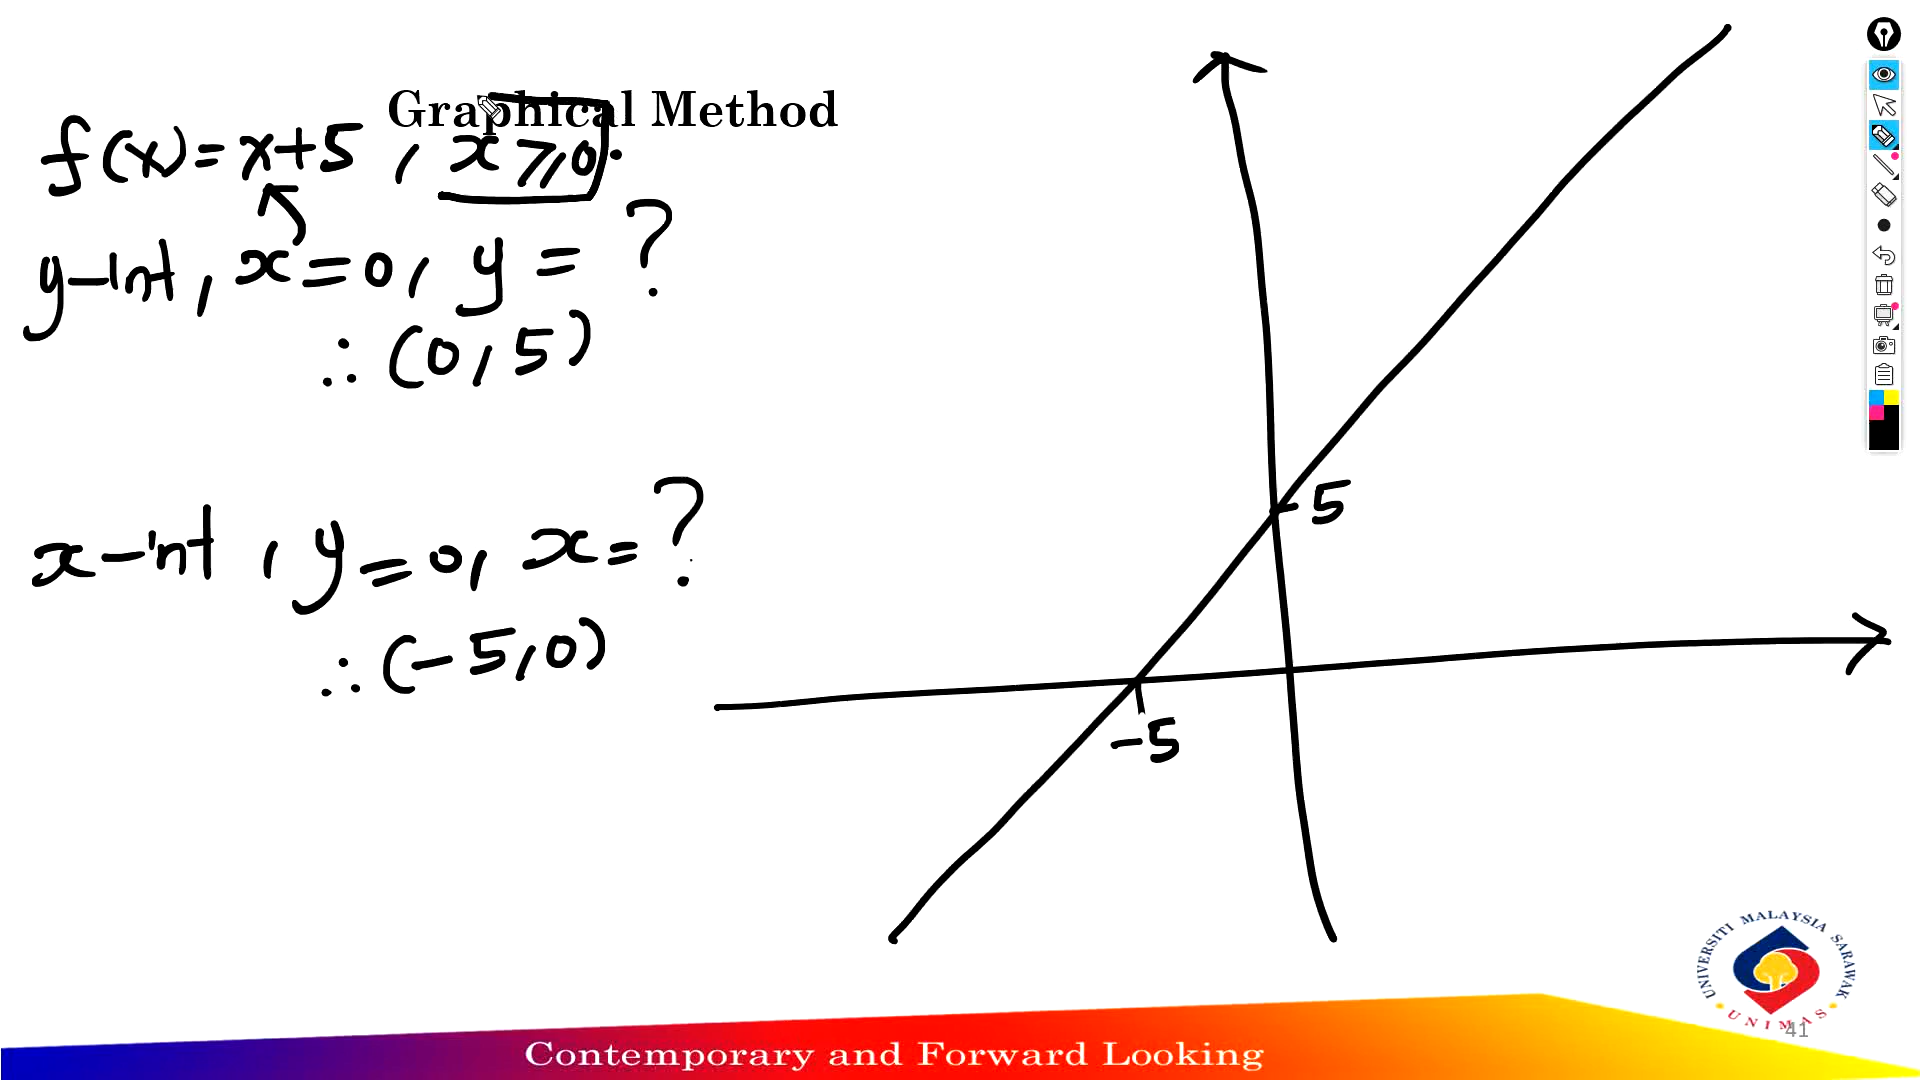 Graphical Method
f(x)=x+5 , x⩾0.
y-int, x=0, y=?
∴ (0,5)
x-int, y=0, x=?
∴ (-5,0)
5
-5
UNIVERSITI MALAYSIA SARAWAK
UNIMAS
41
Contemporary and Forward Looking